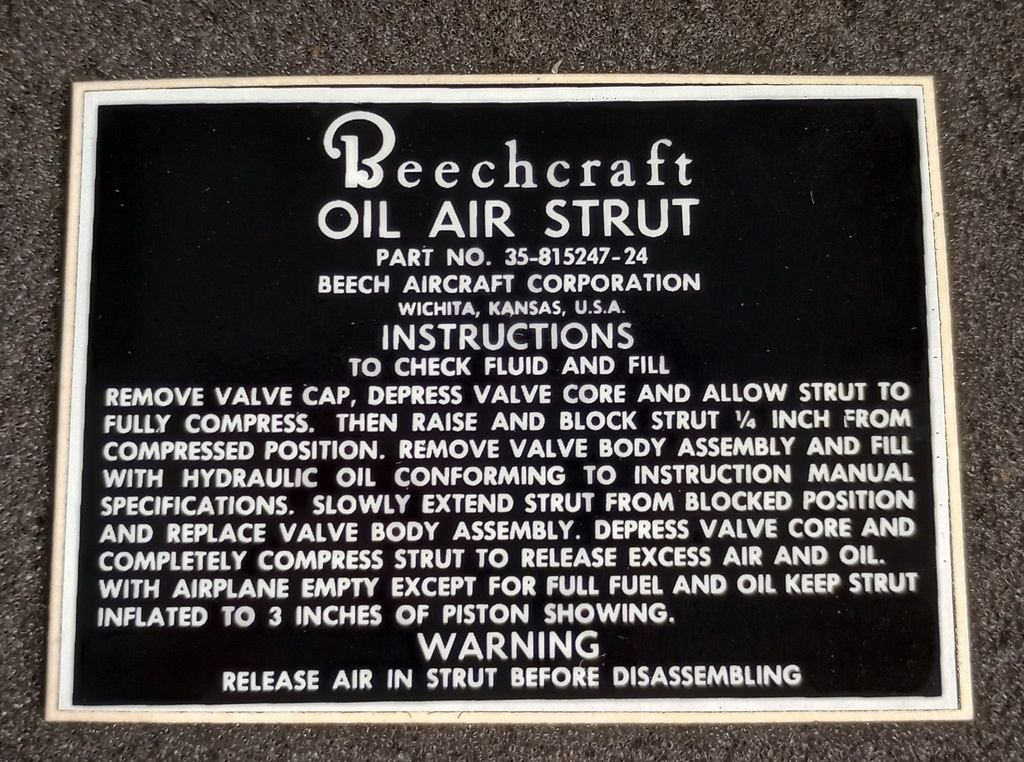 Beechcraft
OIL AIR STRUT
PART NO. 35-815247-24
BEECH AIRCRAFT CORPORATION
WICHITA, KANSAS, U.S.A.
INSTRUCTIONS
TO CHECK FLUID AND FILL
REMOVE VALVE CAP, DEPRESS VALVE CORE AND ALLOW STRUT TO
FULLY COMPRESS. THEN RAISE AND BLOCK STRUT ¼ INCH FROM
COMPRESSED POSITION. REMOVE VALVE BODY ASSEMBLY AND FILL
WITH HYDRAULIC OIL CONFORMING TO INSTRUCTION MANUAL
SPECIFICATIONS. SLOWLY EXTEND STRUT FROM BLOCKED POSITION
AND REPLACE VALVE BODY ASSEMBLY. DEPRESS VALVE CORE AND
COMPLETELY COMPRESS STRUT TO RELEASE EXCESS AIR AND OIL.
WITH AIRPLANE EMPTY EXCEPT FOR FULL FUEL AND OIL KEEP STRUT
INFLATED TO 3 INCHES OF PISTON SHOWING.
WARNING
RELEASE AIR IN STRUT BEFORE DISASSEMBLING